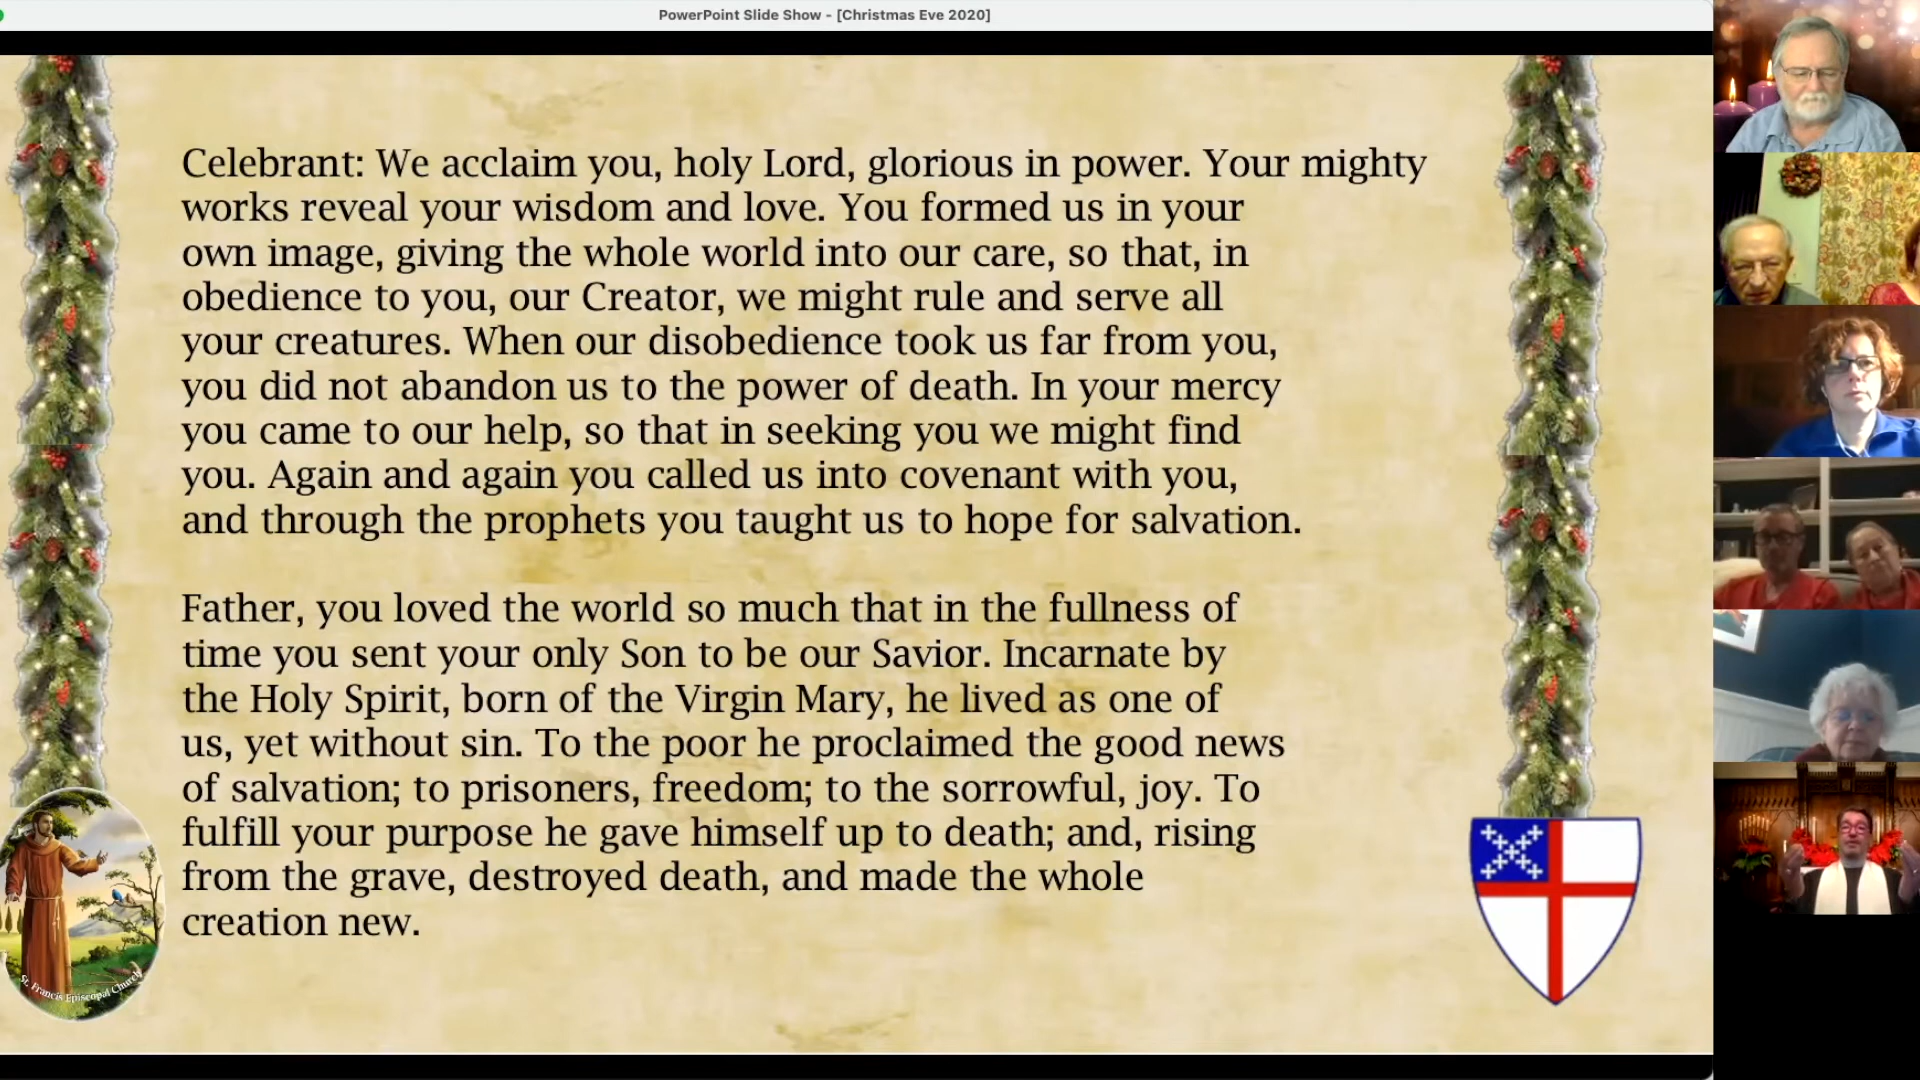 PowerPoint Slide Show - [Christmas Eve 2020]
Celebrant: We acclaim you, holy Lord, glorious in power. Your mighty
works reveal your wisdom and love. You formed us in your
own image, giving the whole world into our care, so that, in
obedience to you, our Creator, we might rule and serve all
your creatures. When our disobedience took us far from you,
you did not abandon us to the power of death. In your mercy
you came to our help, so that in seeking you we might find
you. Again and again you called us into covenant with you,
and through the prophets you taught us to hope for salvation.
Father, you loved the world so much that in the fullness of
time you sent your only Son to be our Savior. Incarnate by
the Holy Spirit, born of the Virgin Mary, he lived as one of
us, yet without sin. To the poor he proclaimed the good news
of salvation; to prisoners, freedom; to the sorrowful, joy. To
fulfill your purpose he gave himself up to death; and, rising
from the grave, destroyed death, and made the whole
creation new.
St. Francis Episcopal Church